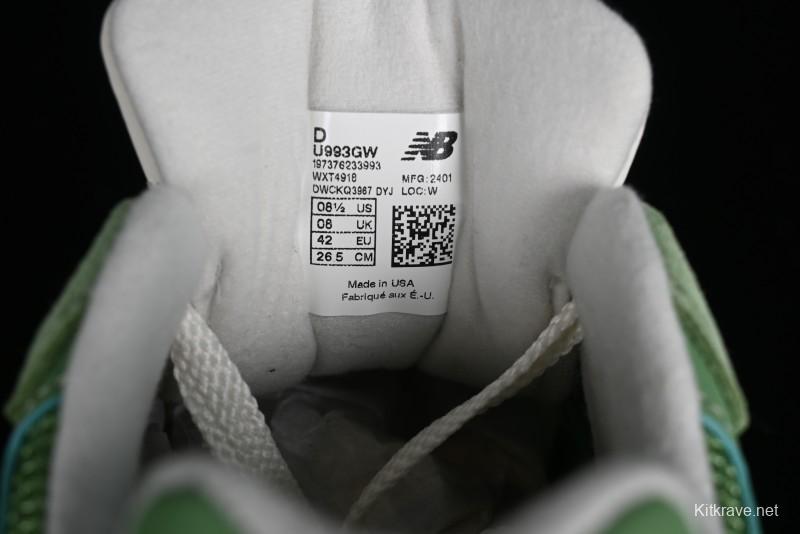 D
U993GW
NB
197376233993
WXT4918
MFG:2401
DWCKQ3967 DYJ
LOC:W
08½ US
08 UK
42 EU
26 5 CM
Made in USA
Fabriqué aux É.-U.
Kitkrave.net